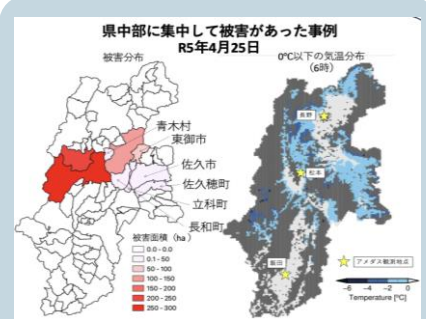 県中部に集中して被害があった事例
R5年4月25日
被害分布
0℃以下の気温分布
(6時)
青木村
東御市
佐久市
佐久穂町
立科町
長和町
被害面積（ha）
0.0 - 0.0
0.1 - 50
50 - 100
100 - 150
150 - 200
200 - 250
250 - 300
長野
松本
飯田
アメダス観測地点
-6 -4 -2 0
Temperature [℃]